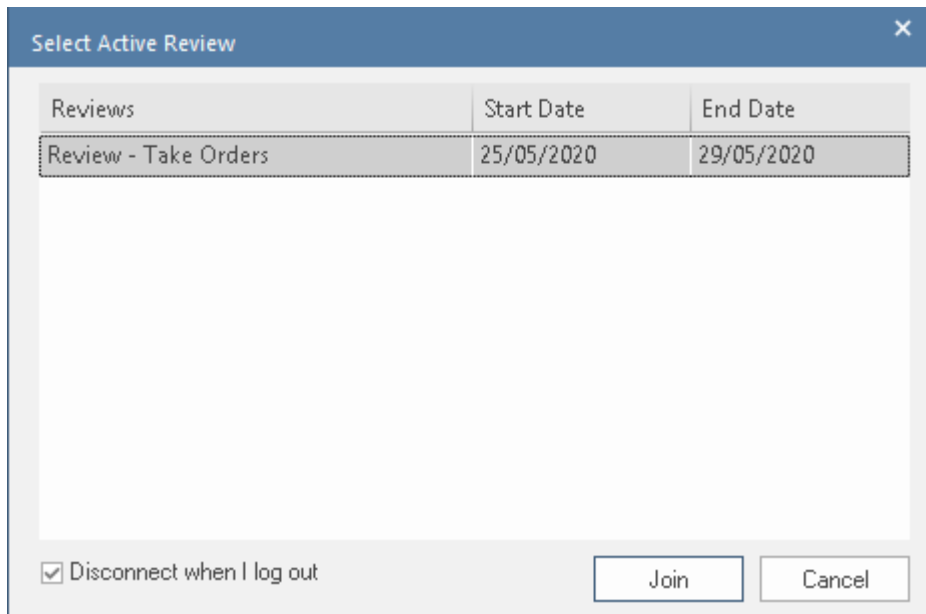 Select Active Review
Reviews Start Date End Date
Review - Take Orders 25/05/2020 29/05/2020
Disconnect when I log out
Join Cancel